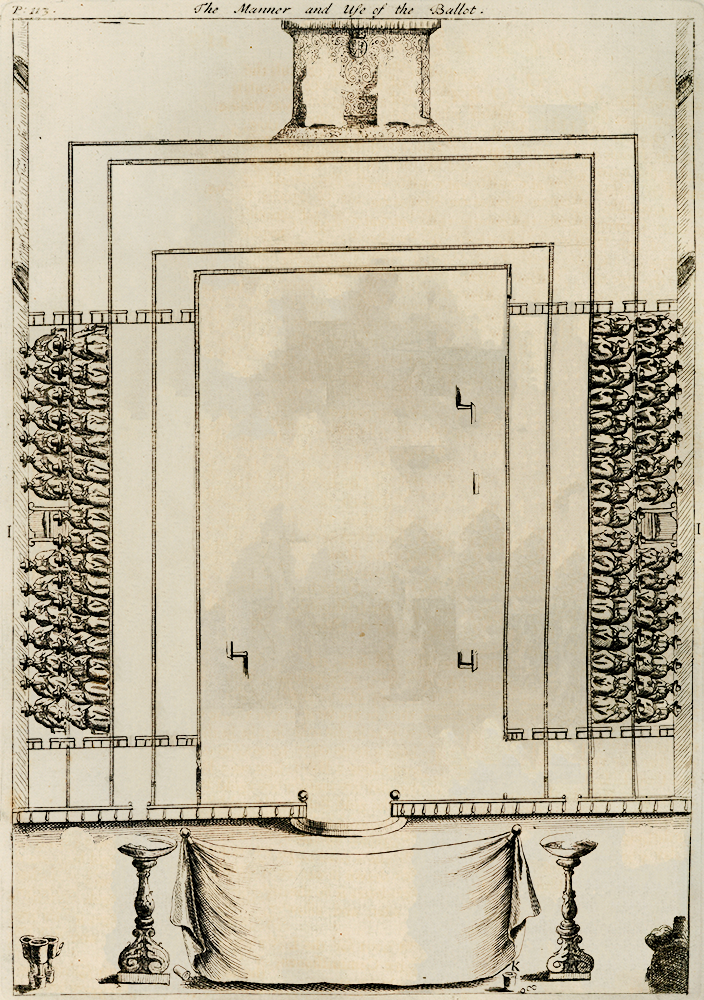 P. 113.
The Manner and Uſe of the Ballot.
I
I
K